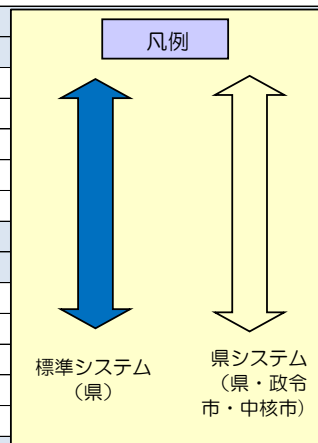 凡例
標準システム
（県）
県システム
（県・政令
市・中核市）